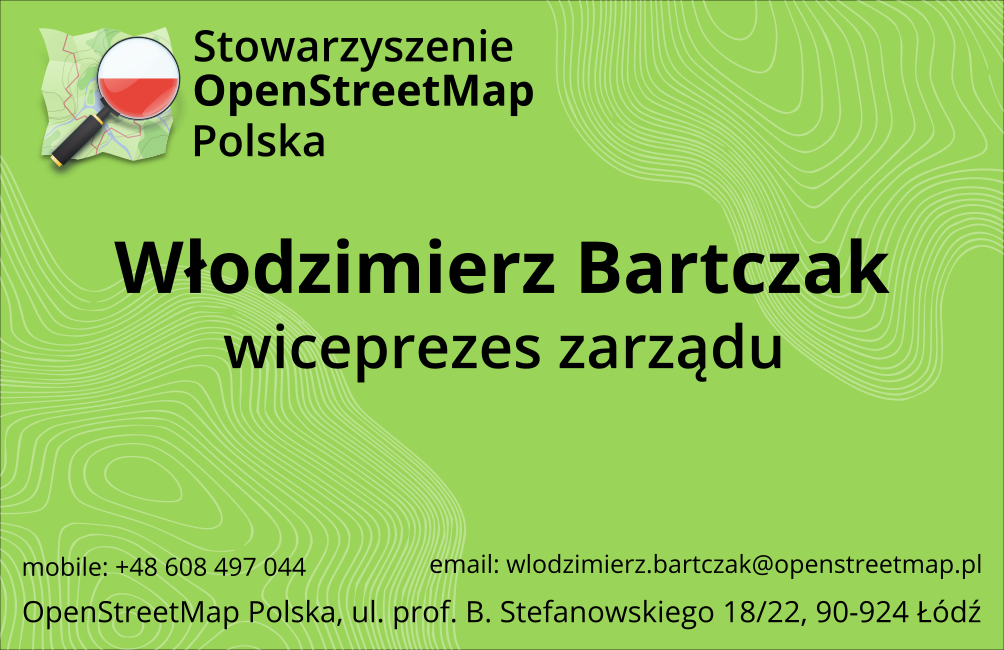 Stowarzyszenie
OpenStreetMap
Polska
Włodzimierz Bartczak
wiceprezes zarządu
mobile: +48 608 497 044
email: wlodzimierz.bartczak@openstreetmap.pl
OpenStreetMap Polska, ul. prof. B. Stefanowskiego 18/22, 90-924 Łódź